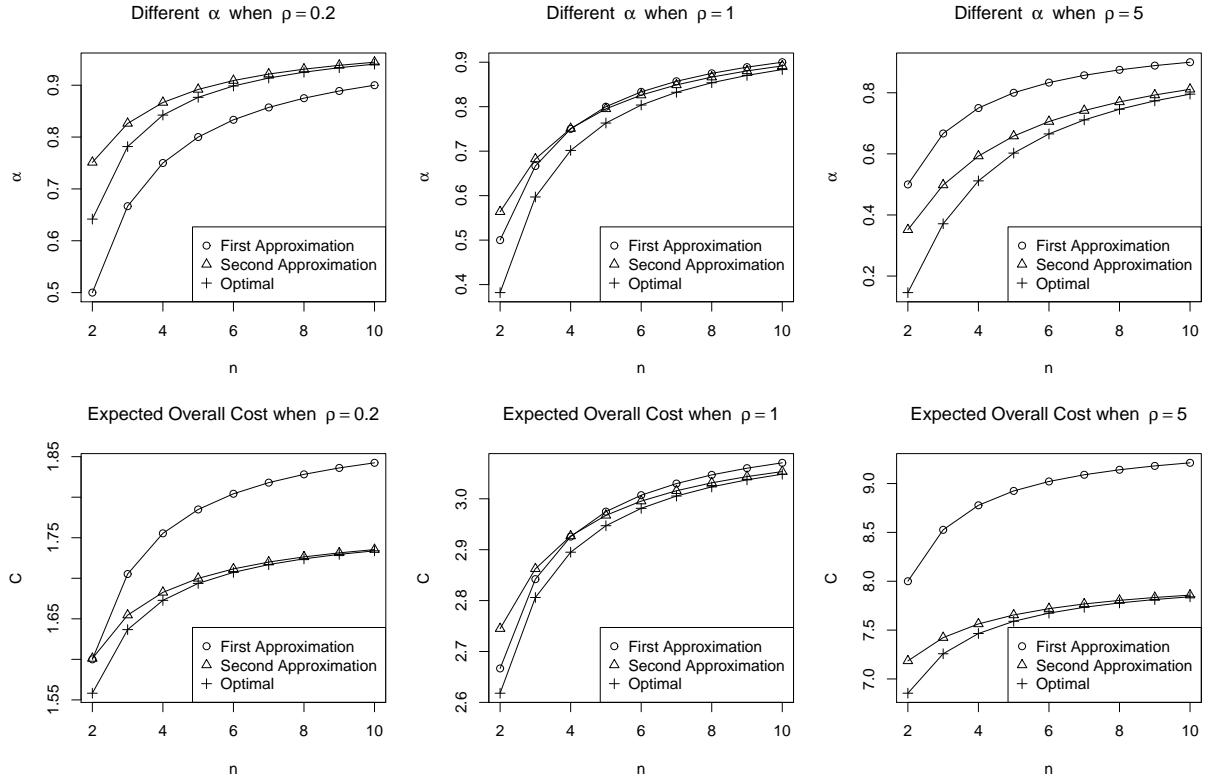 Different α when ρ = 0.2
α
0.5 0.6 0.7 0.8 0.9
First Approximation
Second Approximation
Optimal
2 4 6 8 10
n
Different α when ρ = 1
α
0.4 0.5 0.6 0.7 0.8 0.9
First Approximation
Second Approximation
Optimal
2 4 6 8 10
n
Different α when ρ = 5
α
0.2 0.4 0.6 0.8
First Approximation
Second Approximation
Optimal
2 4 6 8 10
n
Expected Overall Cost when ρ = 0.2
C
1.55 1.65 1.75 1.85
First Approximation
Second Approximation
Optimal
2 4 6 8 10
n
Expected Overall Cost when ρ = 1
C
2.6 2.7 2.8 2.9 3.0
First Approximation
Second Approximation
Optimal
2 4 6 8 10
n
Expected Overall Cost when ρ = 5
C
7.0 7.5 8.0 8.5 9.0
First Approximation
Second Approximation
Optimal
2 4 6 8 10
n